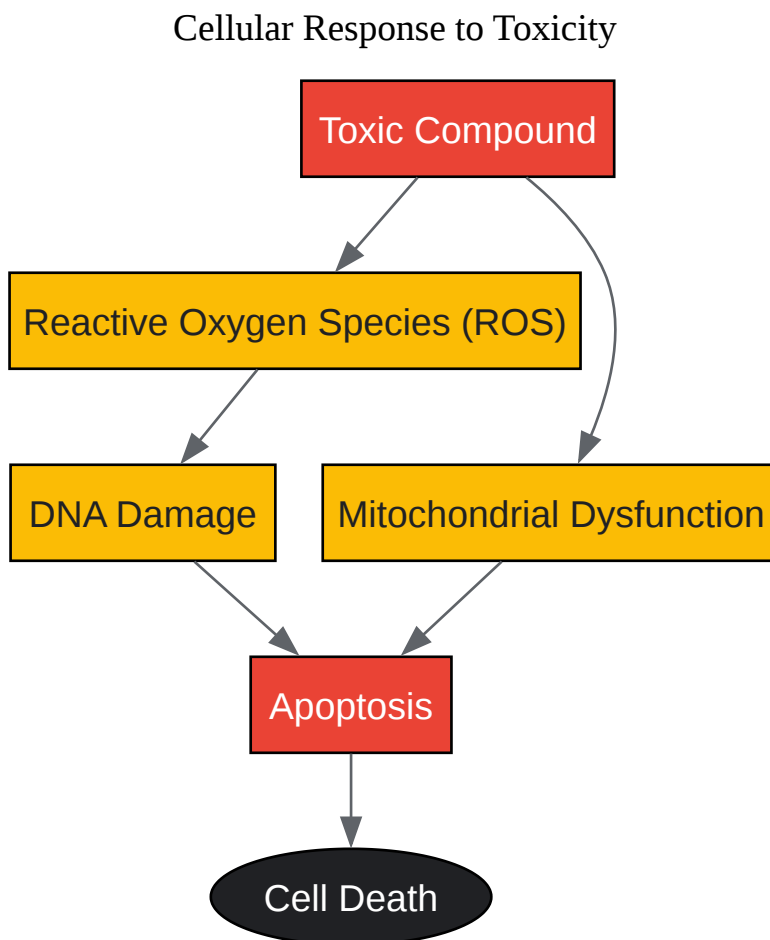 Cellular Response to Toxicity
Toxic Compound
Reactive Oxygen Species (ROS)
DNA Damage
Mitochondrial Dysfunction
Apoptosis
Cell Death